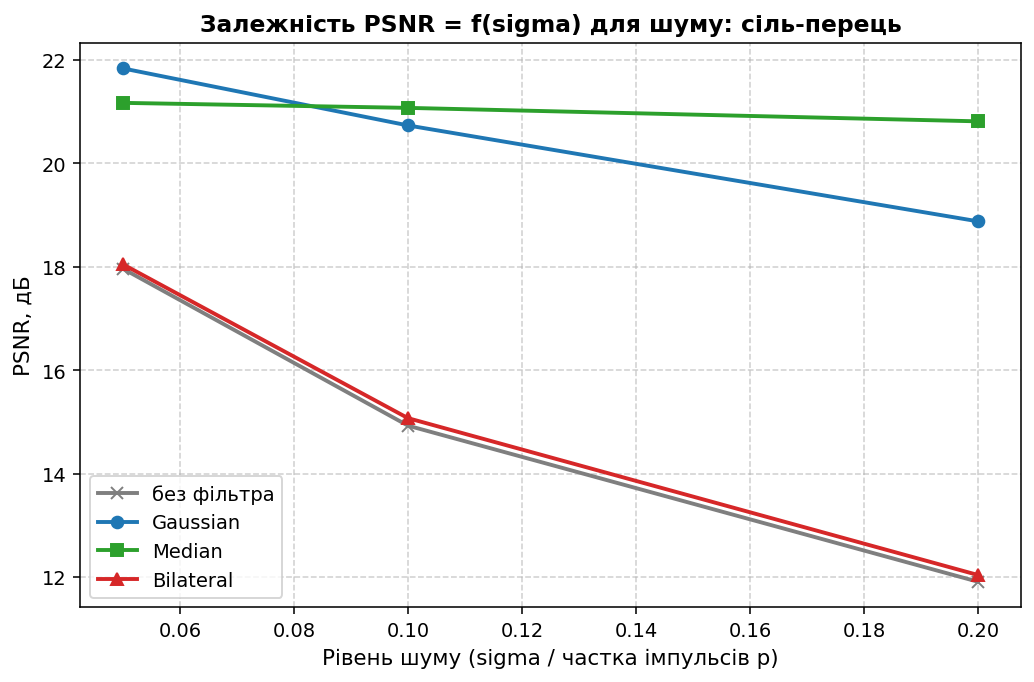 Залежність PSNR = f(sigma) для шуму: сіль-перець
PSNR, дБ
22
20
18
16
14
12
без фільтра
Gaussian
Median
Bilateral
0.06 0.08 0.10 0.12 0.14 0.16 0.18 0.20
Рівень шуму (sigma / частка імпульсів p)